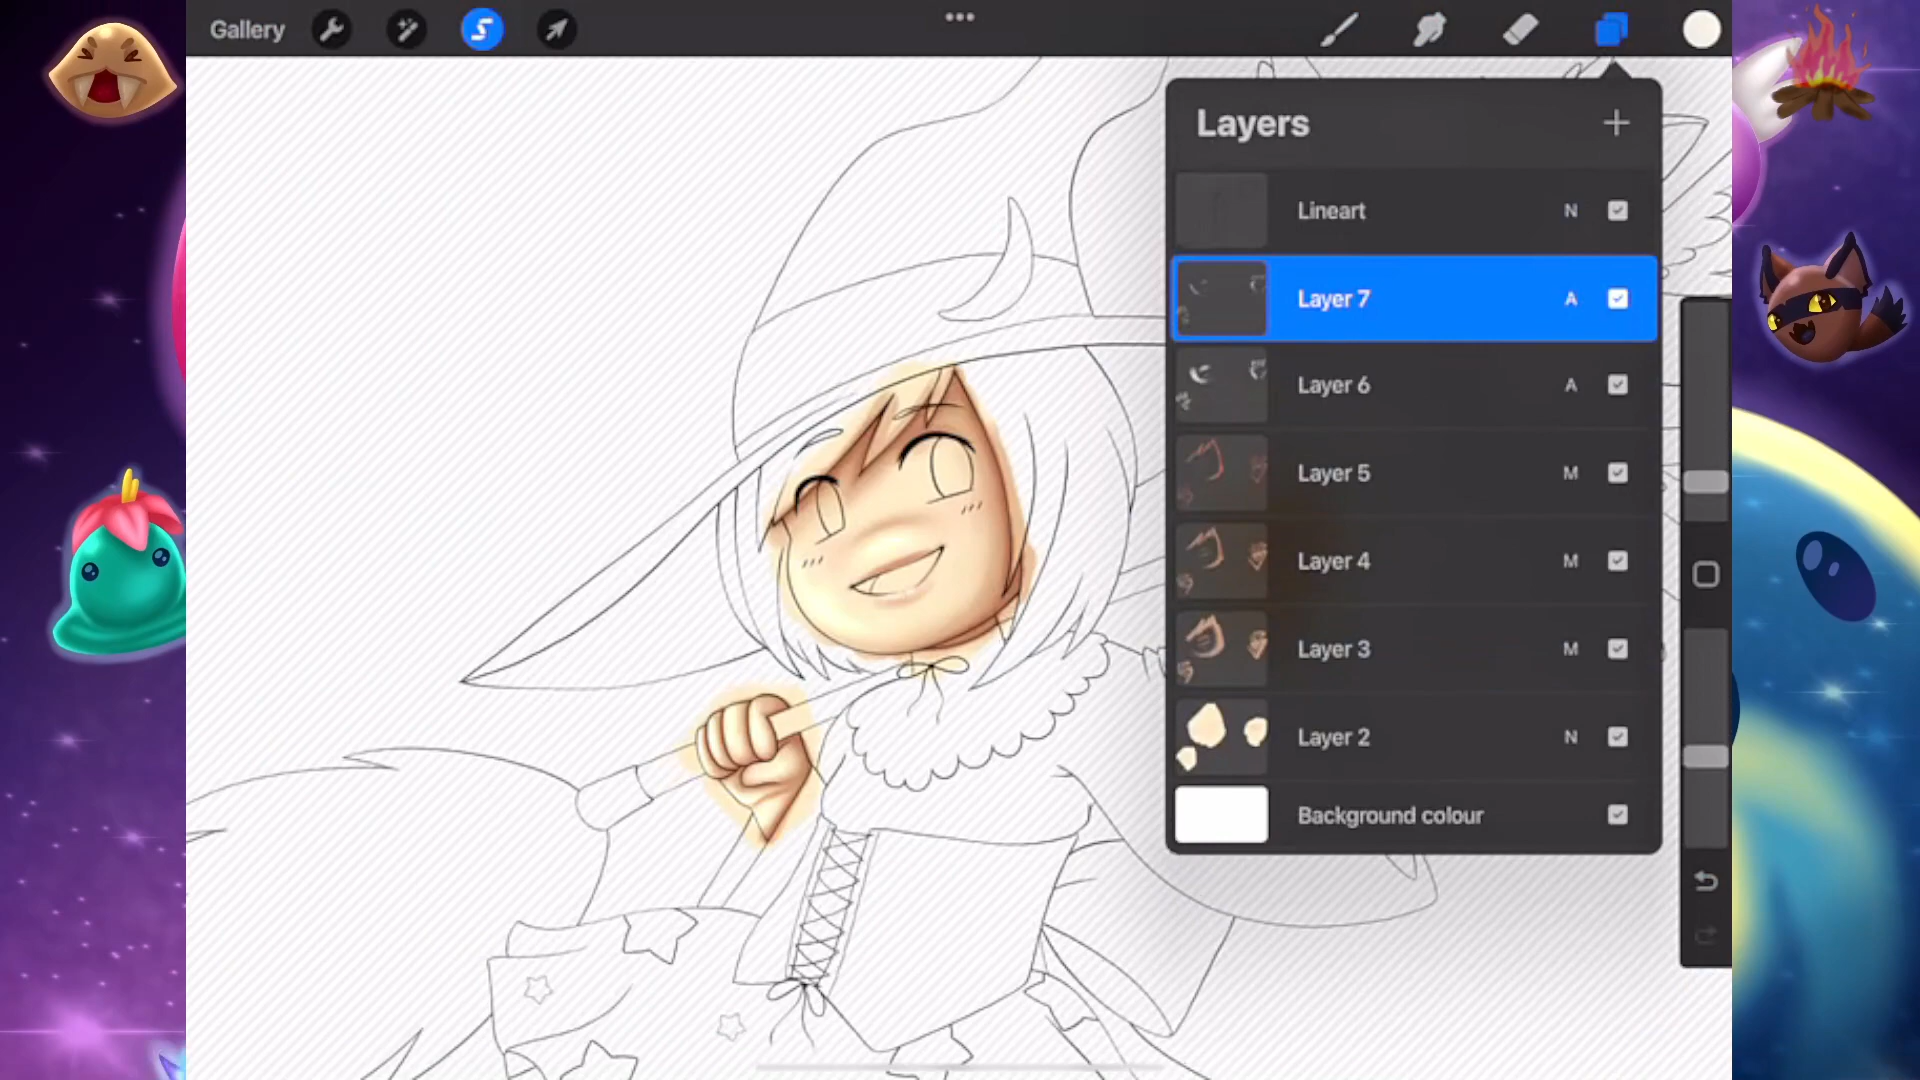 Gallery
Layers
Lineart N
Layer 7 A
Layer 6 A
Layer 5 M
Layer 4 M
Layer 3 M
Layer 2 N
Background colour